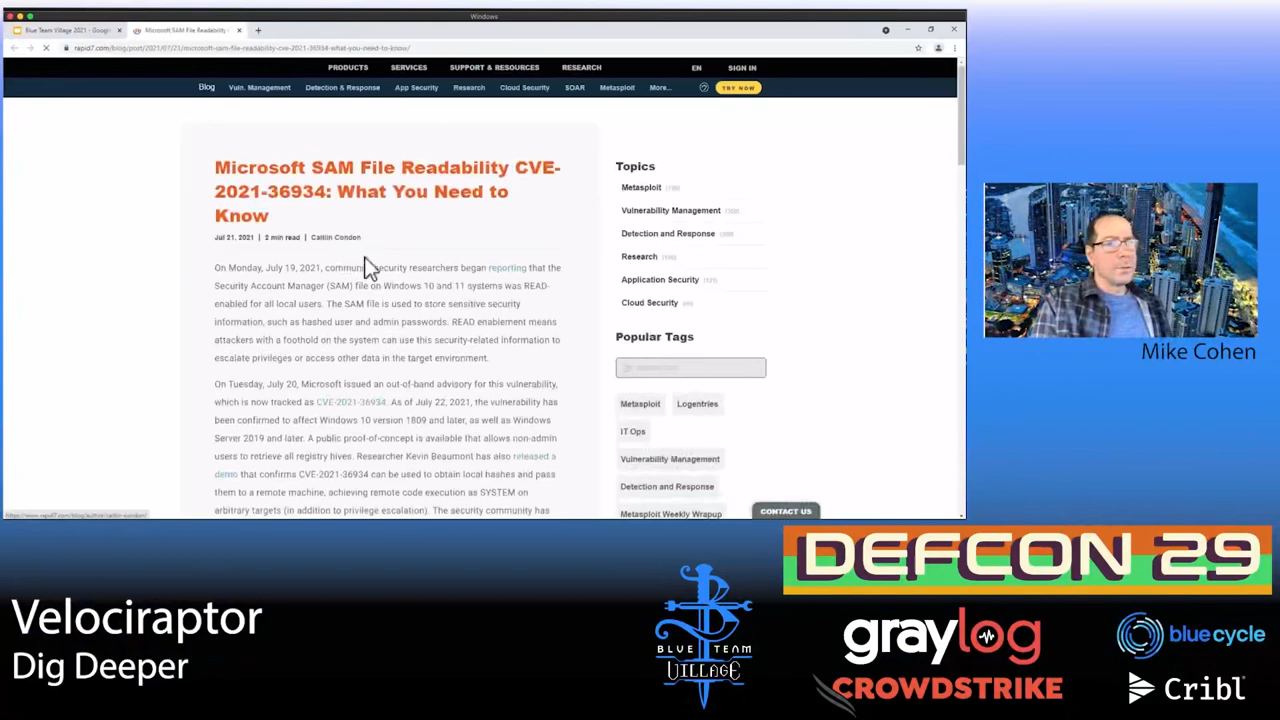 Windows
Blue Team Village 2021 - Googl
Microsoft SAM File Readability
rapid7.com/blog/post/2021/07/21/microsoft-sam-file-readability-cve-2021-36934-what-you-need-to-know/
PRODUCTS SERVICES SUPPORT & RESOURCES RESEARCH EN SIGN IN
Blog Vuln. Management Detection & Response App Security Research Cloud Security SOAR Metasploit More... TRY NOW
Microsoft SAM File Readability CVE-
2021-36934: What You Need to
Know
Jul 21, 2021 | 2 min read | Caitlin Condon
On Monday, July 19, 2021, communi security researchers began reporting that the
Security Account Manager (SAM) file on Windows 10 and 11 systems was READ-
enabled for all local users. The SAM file is used to store sensitive security
information, such as hashed user and admin passwords. READ enablement means
attackers with a foothold on the system can use this security-related information to
escalate privileges or access other data in the target environment.
On Tuesday, July 20, Microsoft issued an out-of-band advisory for this vulnerability,
which is now tracked as CVE-2021-36934. As of July 22, 2021, the vulnerability has
been confirmed to affect Windows 10 version 1809 and later, as well as Windows
Server 2019 and later. A public proof-of-concept is available that allows non-admin
users to retrieve all registry hives. Researcher Kevin Beaumont has also released a
demo that confirms CVE-2021-36934 can be used to obtain local hashes and pass
them to a remote machine, achieving remote code execution as SYSTEM on
arbitrary targets (in addition to privilege escalation). The security community has
Topics
Metasploit
Vulnerability Management
Detection and Response
Research
Application Security
Cloud Security
Popular Tags
Metasploit Logentries
IT Ops
Vulnerability Management
Detection and Response
Metasploit Weekly Wrapup
CONTACT US
https://www.rapid7.com/blog/author/caitlin-condon/
Mike Cohen
Velociraptor
Dig Deeper
BLUE TEAM
VILLAGE
DEFCON 29
graylog
blue cycle
CROWDSTRIKE
Cribl